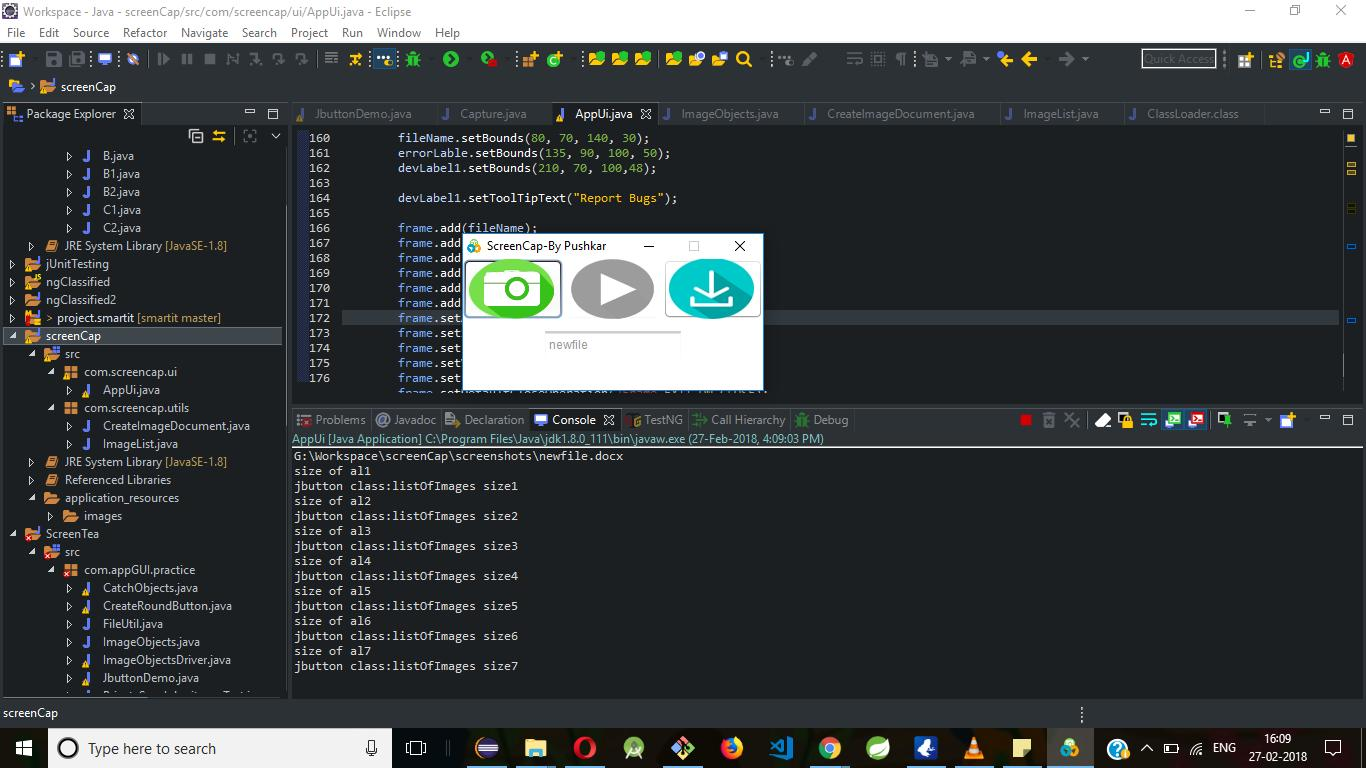 Workspace - Java - screenCap/src/com/screencap/ui/AppUi.java - Eclipse
File Edit Source Refactor Navigate Search Project Run Window Help
Quick Access
screenCap
Package Explorer
B.java
B1.java
B2.java
C1.java
C2.java
JRE System Library [JavaSE-1.8]
jUnitTesting
ngClassified
ngClassified2
> project.smartit [smartit master]
screenCap
src
com.screencap.ui
AppUi.java
com.screencap.utils
CreateImageDocument.java
ImageList.java
JRE System Library [JavaSE-1.8]
Referenced Libraries
application_resources
images
ScreenTea
src
com.appGUI.practice
CatchObjects.java
CreateRoundButton.java
FileUtil.java
ImageObjects.java
ImageObjectsDriver.java
JbuttonDemo.java
JbuttonDemo.java Capture.java AppUi.java ImageObjects.java CreateImageDocument.java ImageList.java ClassLoader.class
160 fileName.setBounds(80, 70, 140, 30);
161 errorLable.setBounds(135, 90, 100, 50);
162 devLabel1.setBounds(210, 70, 100,48);
163
164 devLabel1.setToolTipText("Report Bugs");
165
166 frame.add(fileName);
167 frame.add
168 frame.add
169 frame.add
170 frame.add
171 frame.add
172 frame.set
173 frame.set
174 frame.set
175 frame.set
176 frame.set
ScreenCap-By Pushkar
newfile
Problems Javadoc Declaration Console TestNG Call Hierarchy Debug
AppUi [Java Application] C:\Program Files\Java\jdk1.8.0_111\bin\javaw.exe (27-Feb-2018, 4:09:03 PM)
G:\Workspace\screenCap\screenshots\newfile.docx
size of al1
jbutton class:listOfImages size1
size of al2
jbutton class:listOfImages size2
size of al3
jbutton class:listOfImages size3
size of al4
jbutton class:listOfImages size4
size of al5
jbutton class:listOfImages size5
size of al6
jbutton class:listOfImages size6
size of al7
jbutton class:listOfImages size7
screenCap
Type here to search
ENG
16:09
27-02-2018